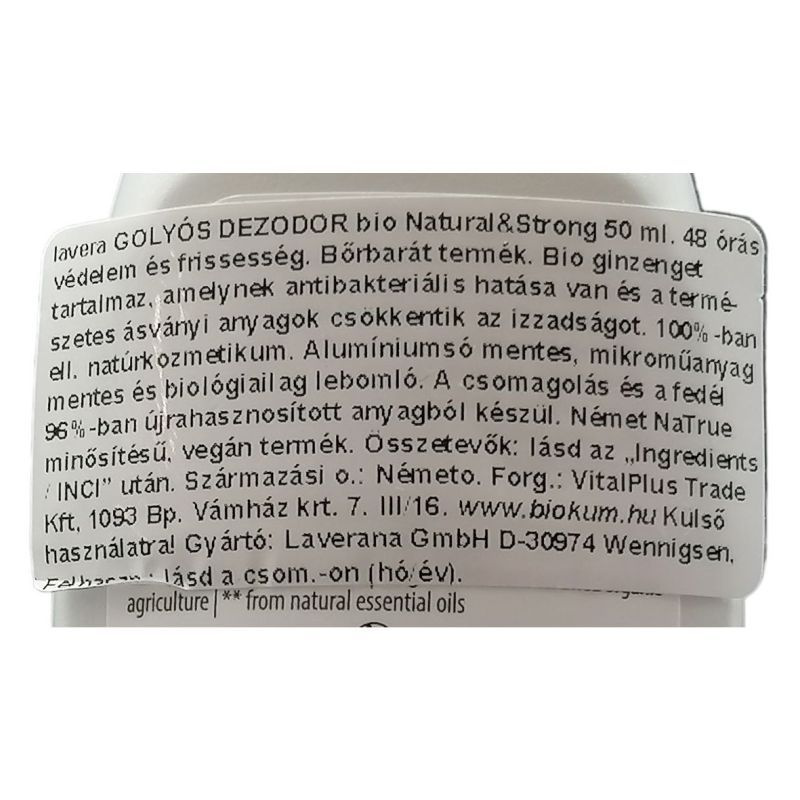 lavera GOLYÓS DEZODOR bio Natural&Strong 50 ml. 48 órás
védelem és frissesség. Bőrbarát termék. Bio ginzenget
tartalmaz, amelynek antibakteriális hatása van és a termé-
szetes ásványi anyagok csökkentik az izzadságot. 100%-ban
ell. natúrkozmetikum. Alumíniumsó mentes, mikroműanyag
mentes és biológiailag lebomló. A csomagolás és a fedél
96%-ban újrahasznosított anyagból készül. Német NaTrue
minősítésű, vegán termék. Összetevők: lásd az „Ingredients
/ INCI” után. Származási o.: Németo. Forg.: VitalPlus Trade
Kft, 1093 Bp. Vámház krt. 7. III/16. www.biokum.hu Külső
használatra! Gyártó: Laverana GmbH D-30974 Wennigsen.
lásd a csom.-on (hó/év).
agriculture | ** from natural essential oils